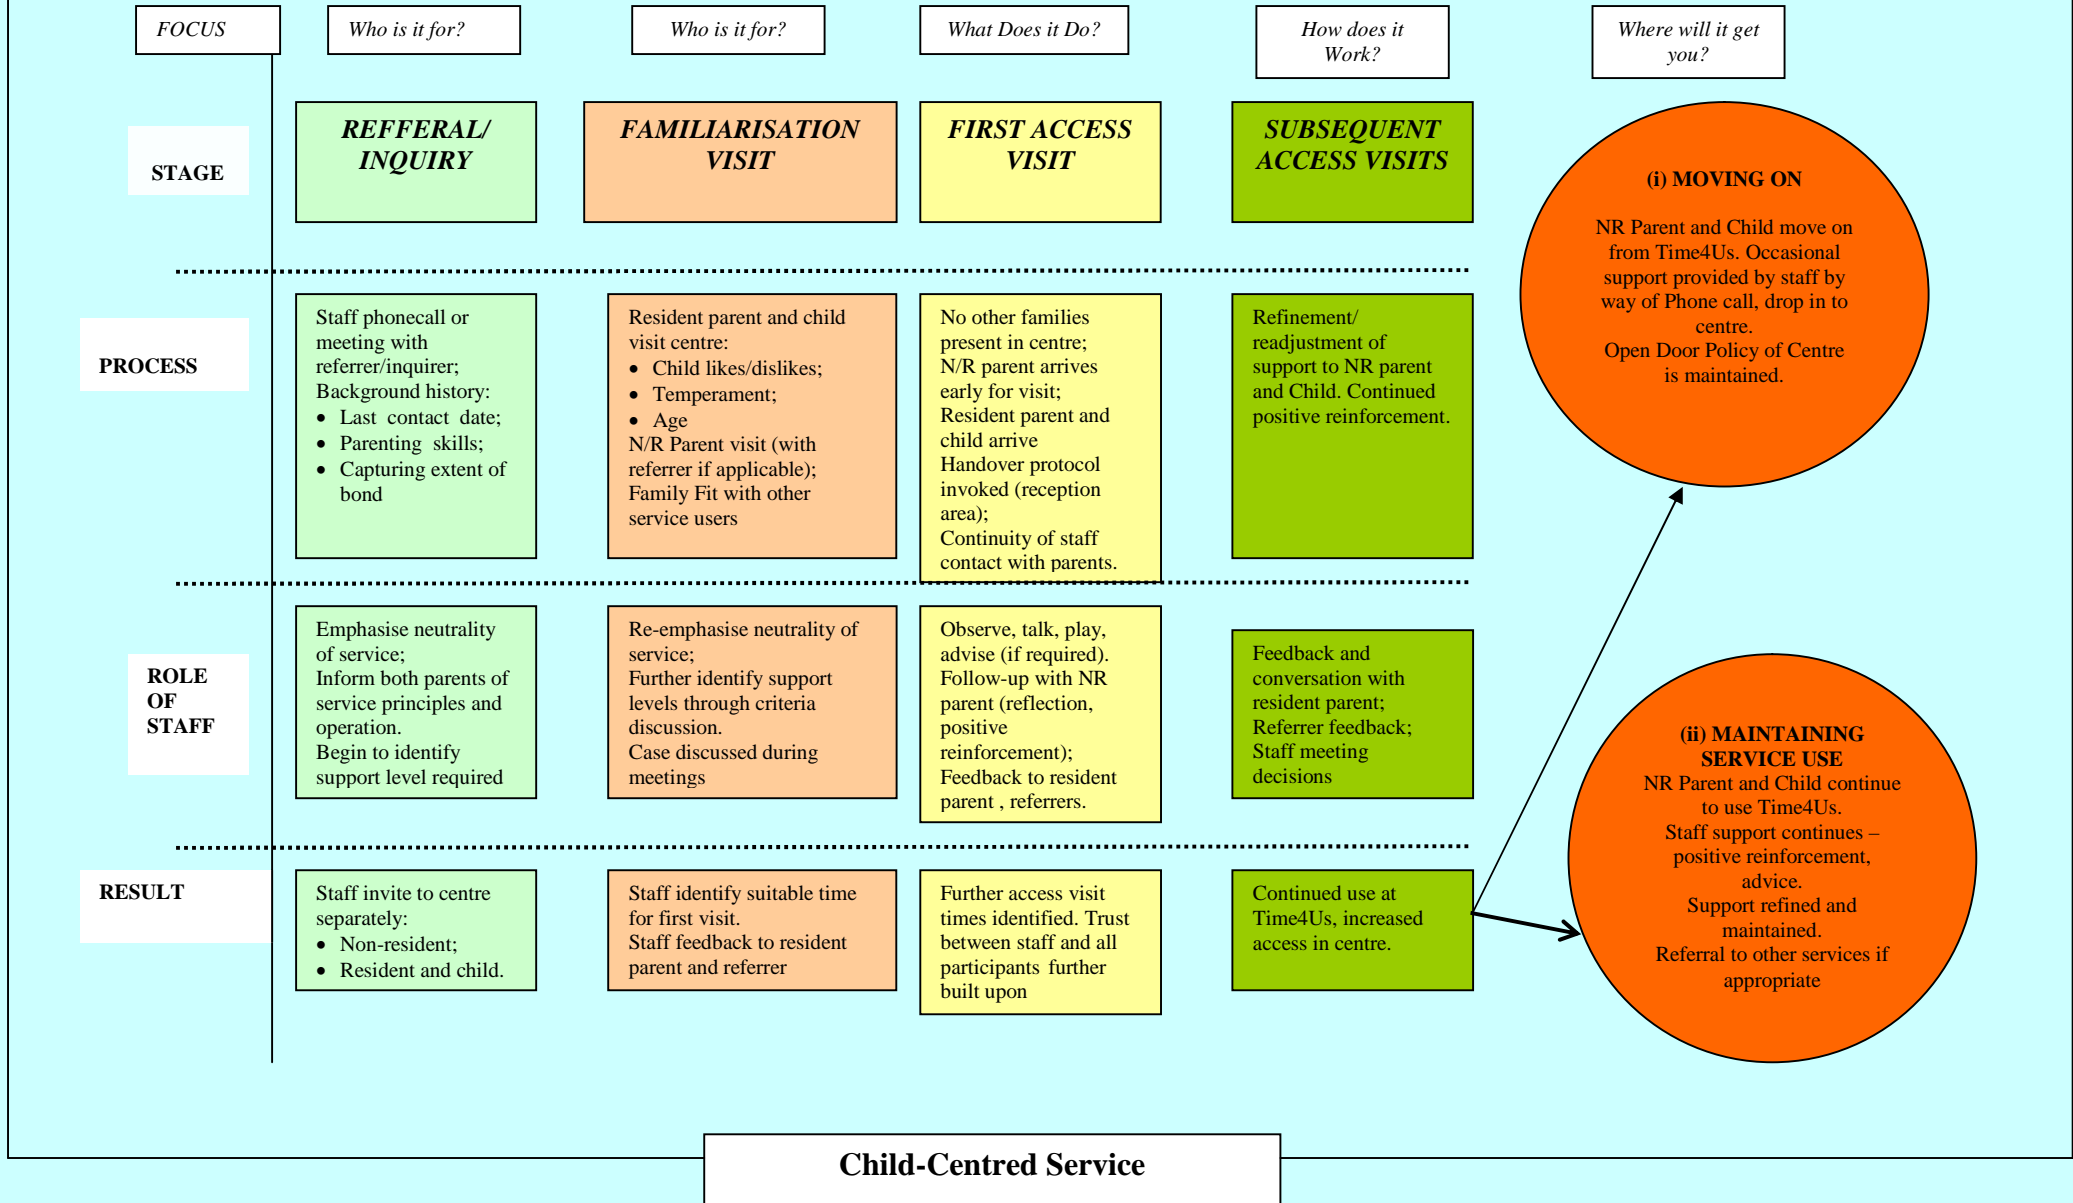 FOCUS
Who is it for?
Who is it for?
What Does it Do?
How does it
Work?
Where will it get
you?
STAGE
REFFERAL/
INQUIRY
FAMILIARISATION
VISIT
FIRST ACCESS
VISIT
SUBSEQUENT
ACCESS VISITS
(i) MOVING ON
NR Parent and Child move on
from Time4Us. Occasional
support provided by staff by
way of Phone call, drop in to
centre.
Open Door Policy of Centre
is maintained.
PROCESS
Staff phonecall or
meeting with
referrer/inquirer;
Background history:
• Last contact date;
• Parenting skills;
• Capturing extent of
bond
Resident parent and child
visit centre:
• Child likes/dislikes;
• Temperament;
• Age
N/R Parent visit (with
referrer if applicable);
Family Fit with other
service users
No other families
present in centre;
N/R parent arrives
early for visit;
Resident parent and
child arrive
Handover protocol
invoked (reception
area);
Continuity of staff
contact with parents.
Refinement/
readjustment of
support to NR parent
and Child. Continued
positive reinforcement.
ROLE
OF
STAFF
Emphasise neutrality
of service;
Inform both parents of
service principles and
operation.
Begin to identify
support level required
Re-emphasise neutrality of
service;
Further identify support
levels through criteria
discussion.
Case discussed during
meetings
Observe, talk, play,
advise (if required).
Follow-up with NR
parent (reflection,
positive
reinforcement);
Feedback to resident
parent , referrers.
Feedback and
conversation with
resident parent;
Referrer feedback;
Staff meeting
decisions
(ii) MAINTAINING
SERVICE USE
NR Parent and Child continue
to use Time4Us.
Staff support continues –
positive reinforcement,
advice.
Support refined and
maintained.
Referral to other services if
appropriate
RESULT
Staff invite to centre
separately:
• Non-resident;
• Resident and child.
Staff identify suitable time
for first visit.
Staff feedback to resident
parent and referrer
Further access visit
times identified. Trust
between staff and all
participants further
built upon
Continued use at
Time4Us, increased
access in centre.
Child-Centred Service